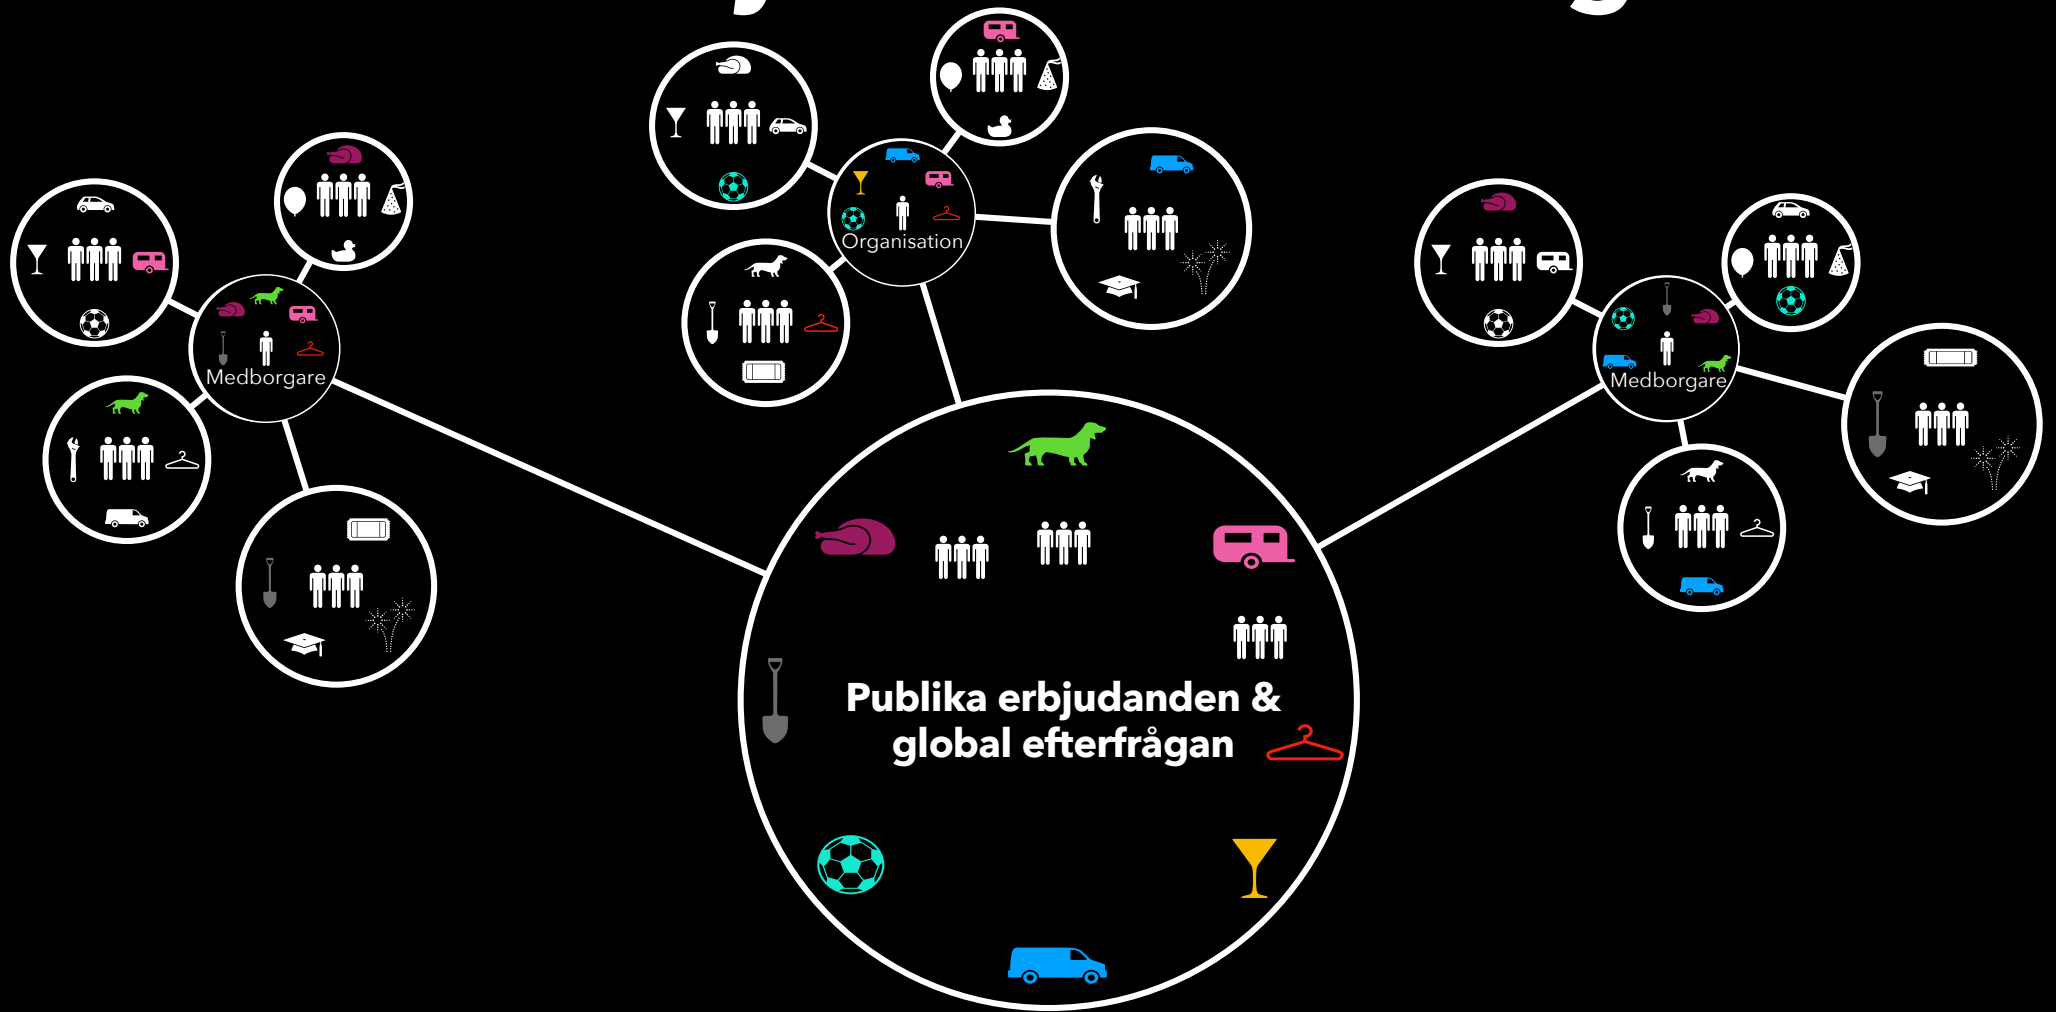 Organisation
Medborgare
Medborgare
Publika erbjudanden &
global efterfrågan